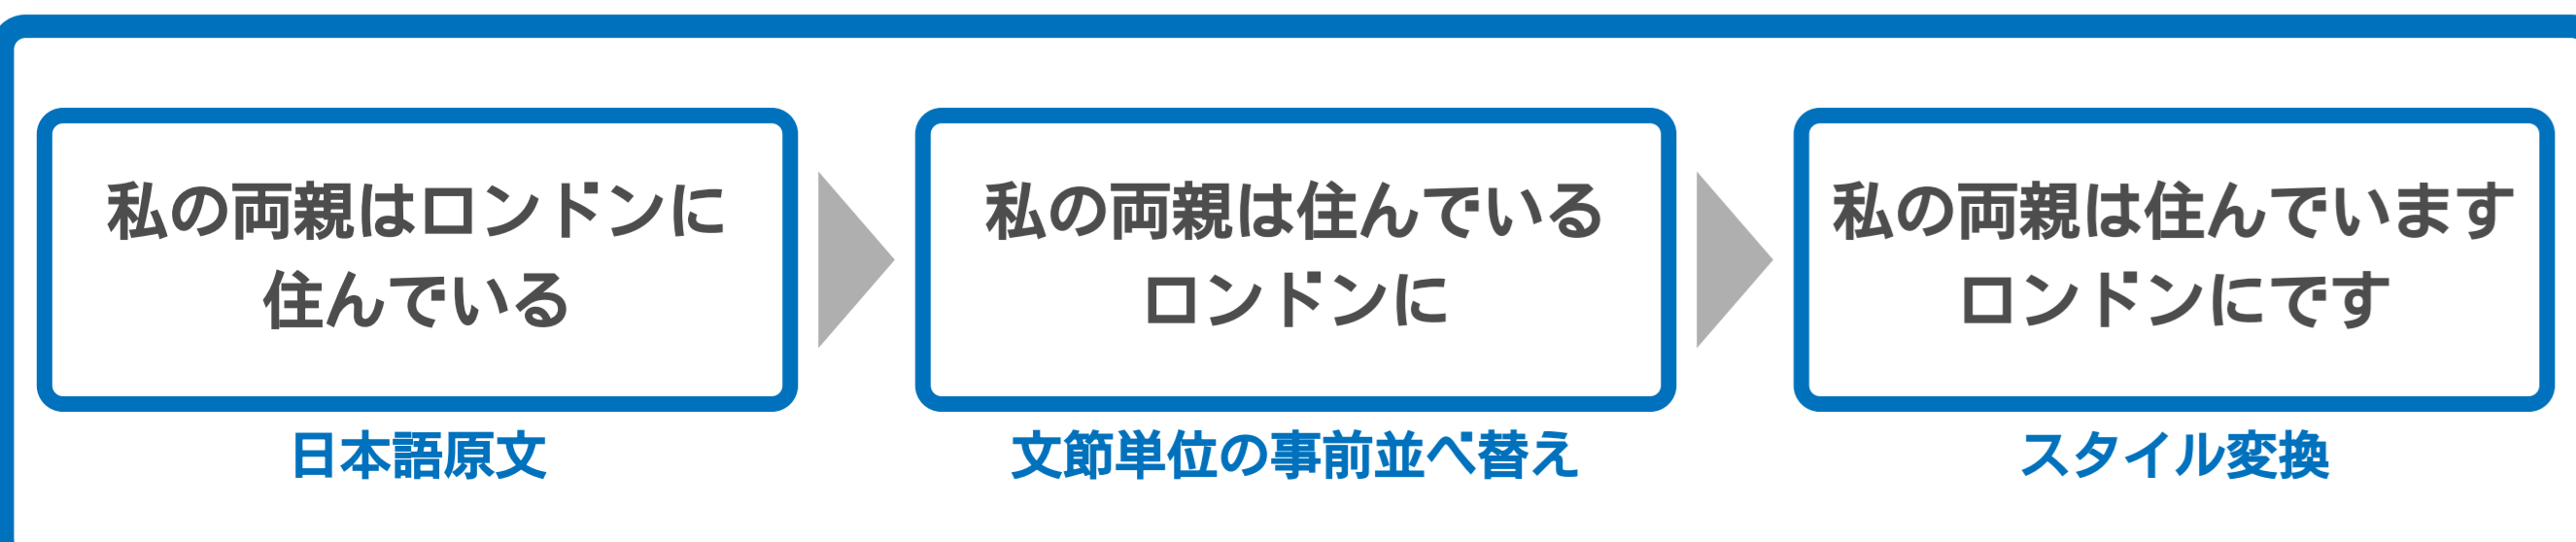 私の両親はロンドンに
住んでいる
日本語原文
私の両親は住んでいる
ロンドンに
文節単位の事前並べ替え
私の両親は住んでいます
ロンドンにです
スタイル変換